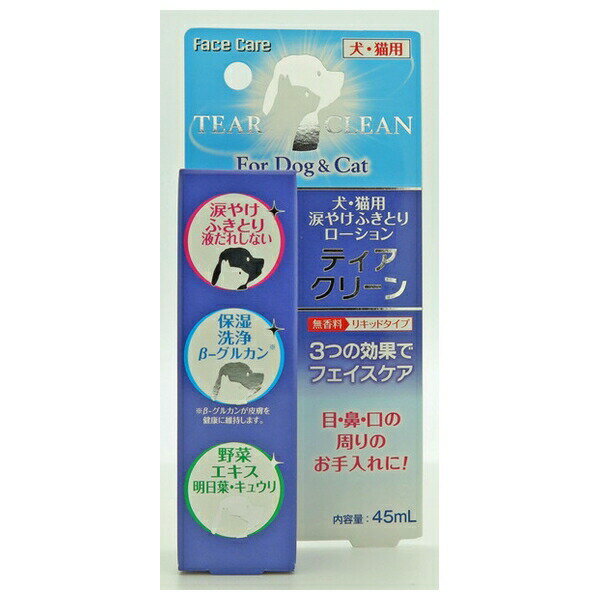 Face Care
犬・猫用
TEAR CLEAN
For Dog & Cat
犬・猫用
涙やけふきとり
ローション
ティア
クリーン
無香料 リキッドタイプ
3つの効果で
フェイスケア
目・鼻・口の
周りの
お手入れに!
内容量:45mL
涙やけ
ふきとり
液だれしない
保湿
洗浄
β-グルカン※
※β-グルカンが皮膚を
健康に維持します。
野菜
エキス
明日葉・キュウリ